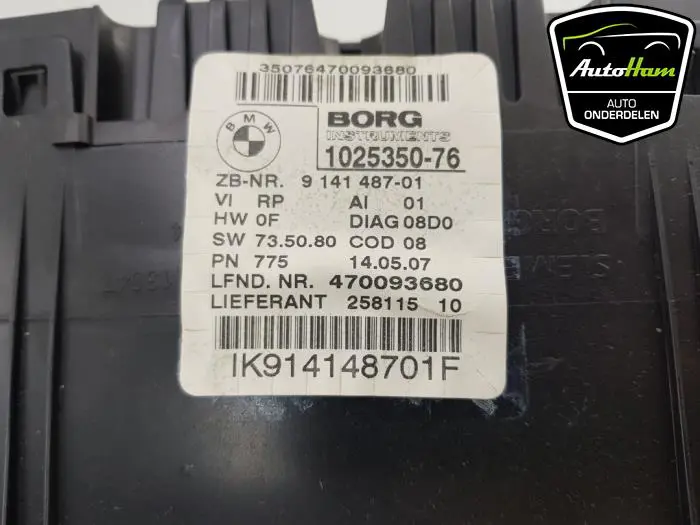 35076470093680
BMW
BORG
INSTRUMENTS
1025350-76
ZB-NR. 9 141 487-01
VI RP AI 01
HW 0F DIAG 08D0
SW 73.50.80 COD 08
PN 775 14.05.07
LFND. NR. 470093680
LIEFERANT 258115 10
IK914148701F
AutoHam
AUTO
ONDERDELEN
BORG